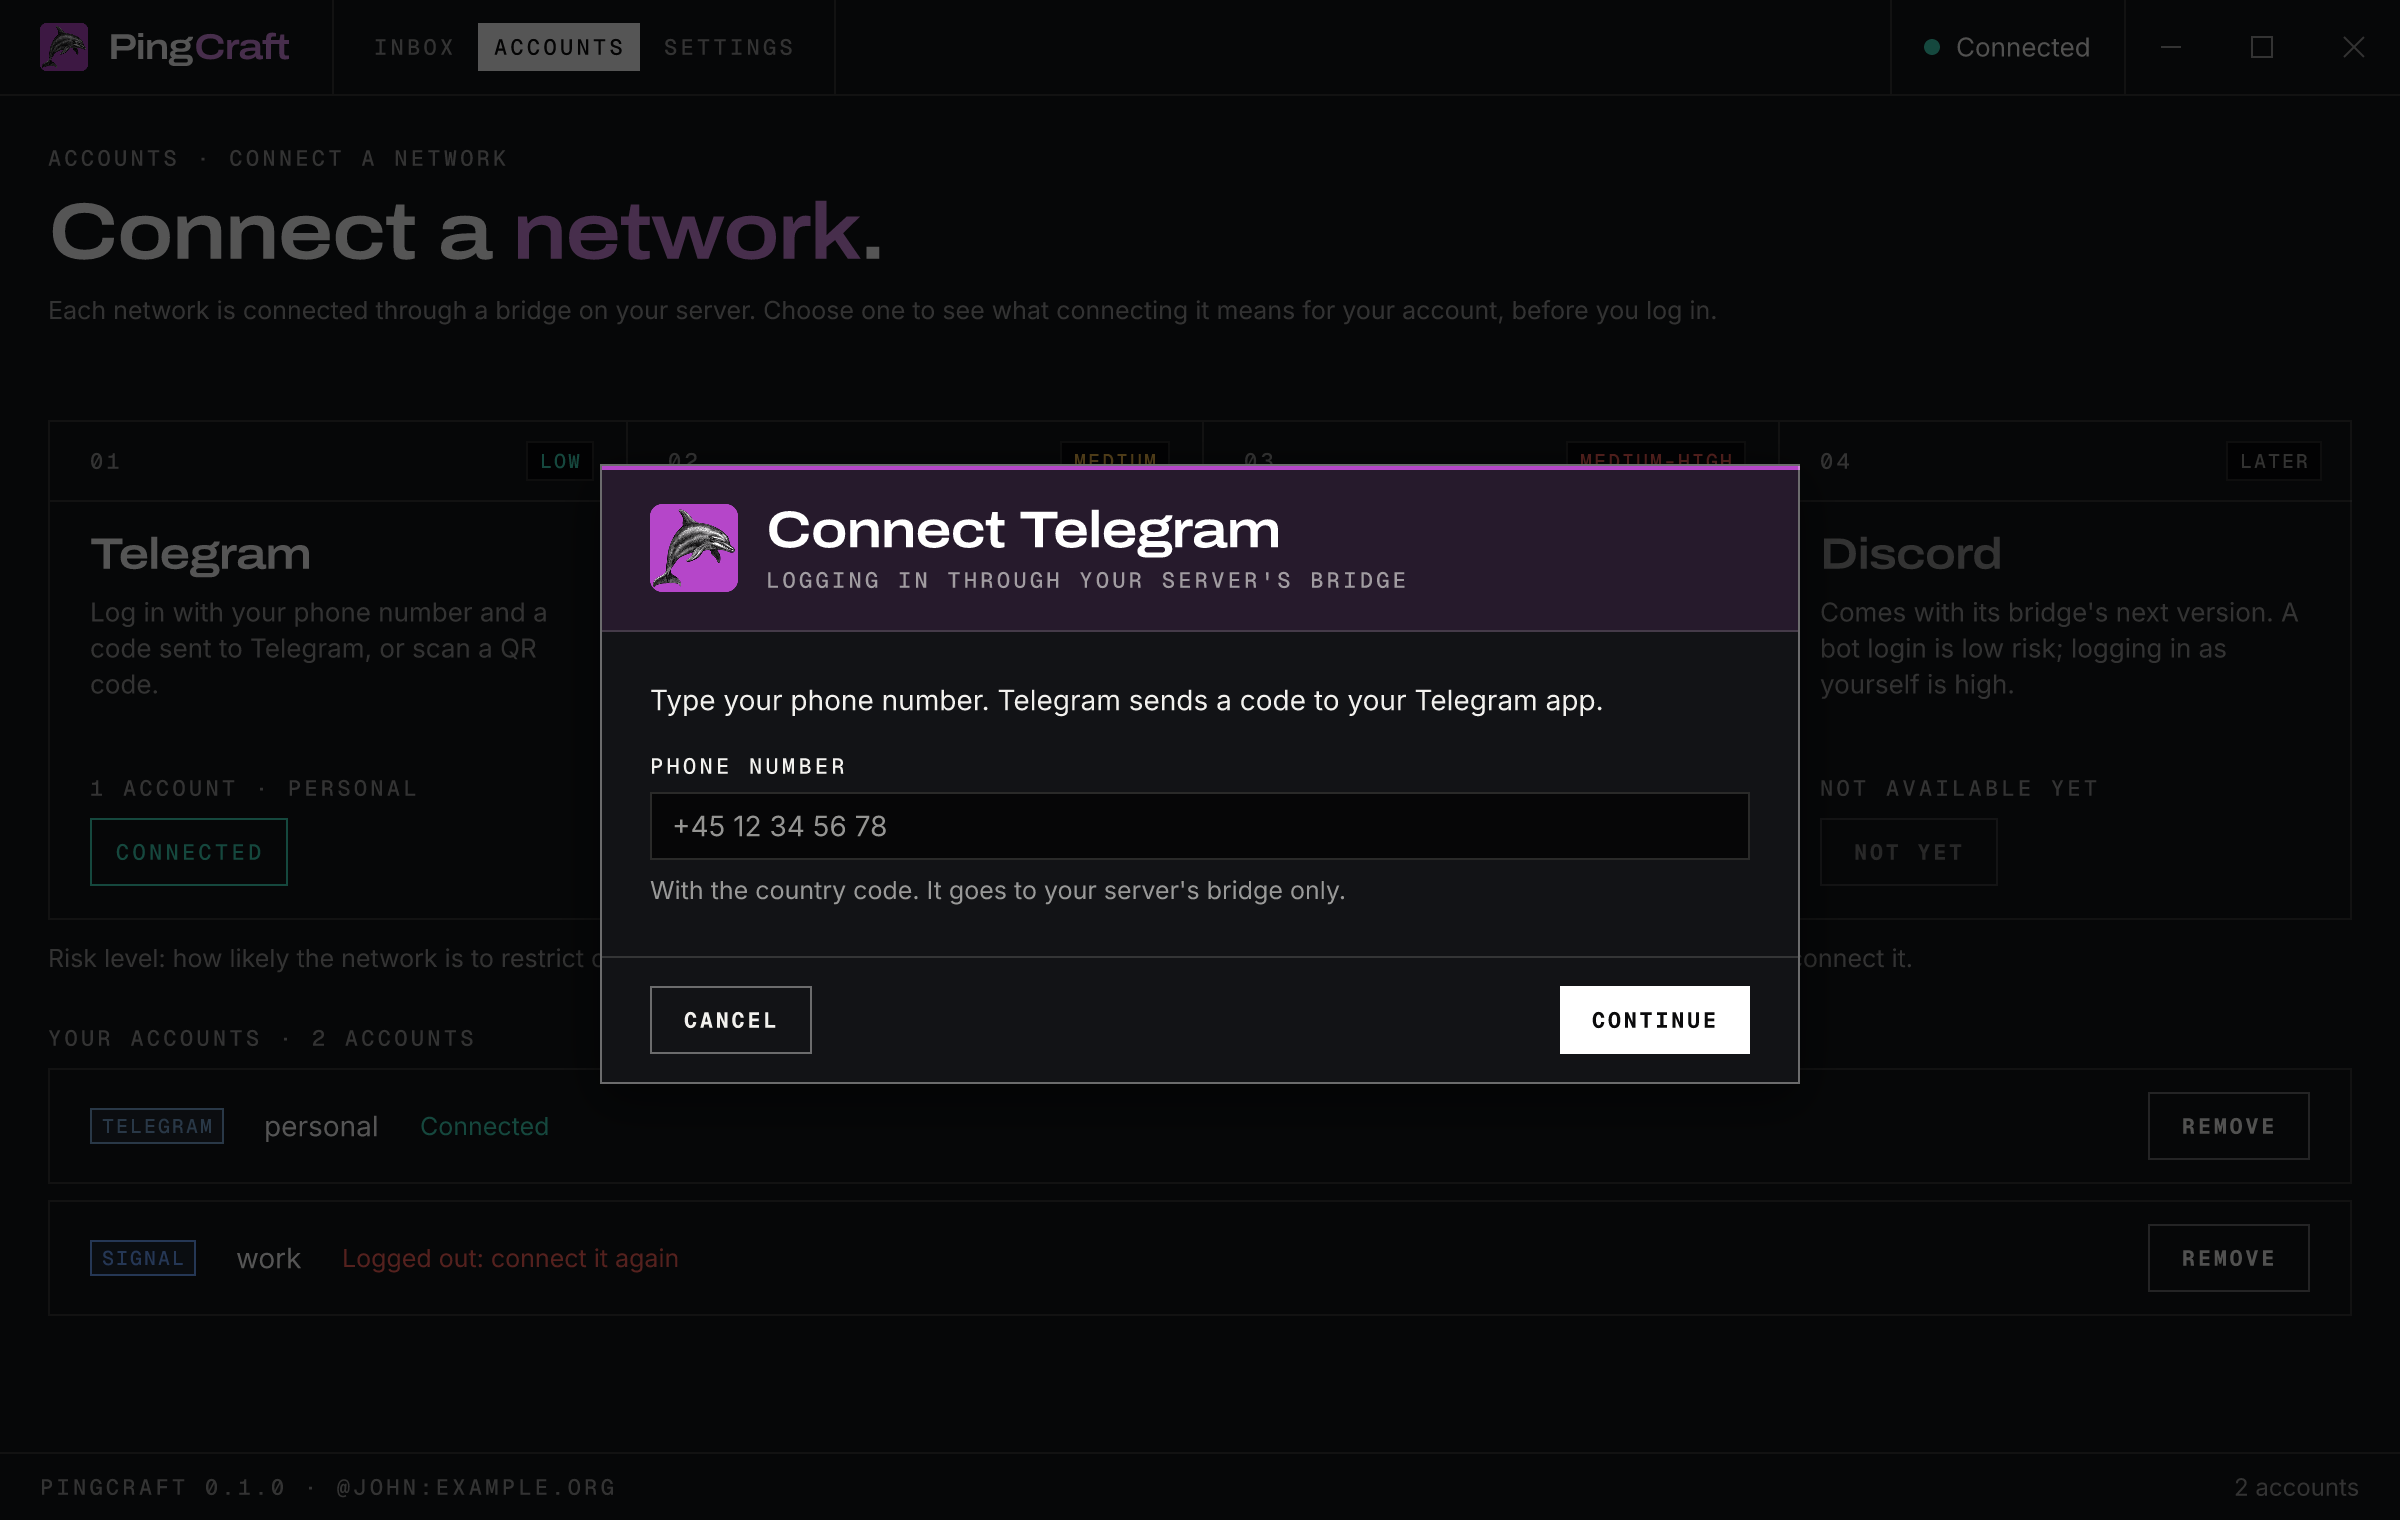 PingCraft
INBOX
ACCOUNTS
SETTINGS
Connected
ACCOUNTS · CONNECT A NETWORK
Connect a network.
Each network is connected through a bridge on your server. Choose one to see what connecting it means for your account, before you log in.
01
LOW
02
MEDIUM
03
MEDIUM-HIGH
04
LATER
Telegram
Log in with your phone number and a
code sent to Telegram, or scan a QR
code.
1 ACCOUNT · PERSONAL
CONNECTED
Connect Telegram
LOGGING IN THROUGH YOUR SERVER'S BRIDGE
Type your phone number. Telegram sends a code to your Telegram app.
PHONE NUMBER
+45 12 34 56 78
With the country code. It goes to your server's bridge only.
CANCEL
CONTINUE
Discord
Comes with its bridge's next version. A
bot login is low risk; logging in as
yourself is high.
NOT AVAILABLE YET
NOT YET
Risk level: how likely the network is to restrict
connect it.
YOUR ACCOUNTS · 2 ACCOUNTS
TELEGRAM
personal
Connected
REMOVE
SIGNAL
work
Logged out: connect it again
REMOVE
PINGCRAFT 0.1.0 · @JOHN:EXAMPLE.ORG
2 accounts